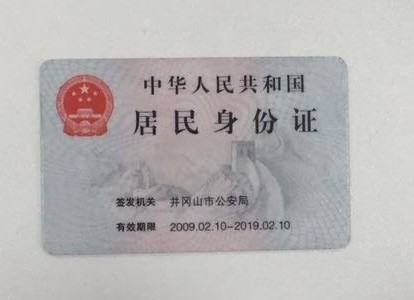 中华人民共和国
居民身份证
签发机关 井冈山市公安局
有效期限 2009.02.10-2019.02.10